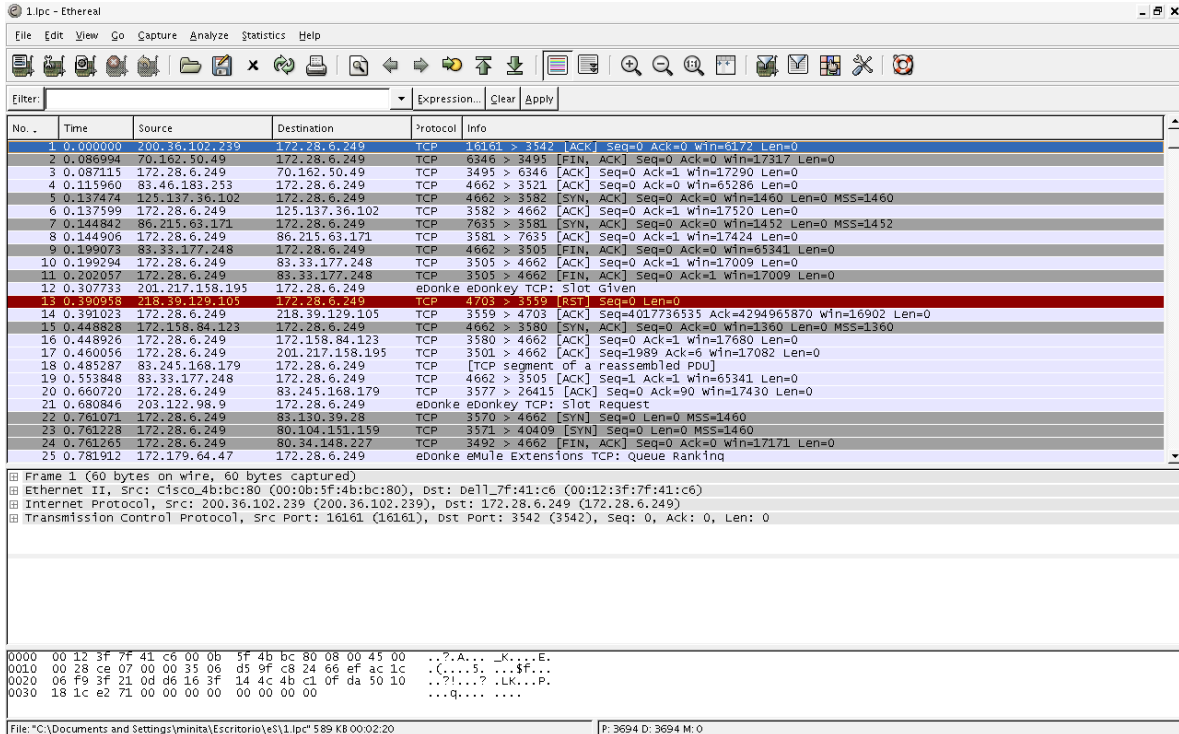 1.lpc - Ethereal
File Edit View Go Capture Analyze Statistics Help
Filter: Expression... Clear Apply
No. . Time Source Destination Protocol Info
1 0.000000 200.36.102.239 172.28.6.249 TCP 16161 > 3542 [ACK] Seq=0 Ack=0 Win=6172 Len=0
2 0.086994 70.162.50.49 172.28.6.249 TCP 6346 > 3495 [FIN, ACK] Seq=0 Ack=0 Win=17317 Len=0
3 0.087115 172.28.6.249 70.162.50.49 TCP 3495 > 6346 [ACK] Seq=0 Ack=1 Win=17290 Len=0
4 0.115960 83.46.183.253 172.28.6.249 TCP 4662 > 3521 [ACK] Seq=0 Ack=0 Win=65286 Len=0
5 0.137474 125.137.36.102 172.28.6.249 TCP 4662 > 3582 [SYN, ACK] Seq=0 Ack=0 Win=1460 Len=0 MSS=1460
6 0.137599 172.28.6.249 125.137.36.102 TCP 3582 > 4662 [ACK] Seq=0 Ack=1 Win=17520 Len=0
7 0.144842 86.215.63.171 172.28.6.249 TCP 7635 > 3581 [SYN, ACK] Seq=0 Ack=0 Win=1452 Len=0 MSS=1452
8 0.144906 172.28.6.249 86.215.63.171 TCP 3581 > 7635 [ACK] Seq=0 Ack=1 Win=17424 Len=0
9 0.199073 83.33.177.248 172.28.6.249 TCP 4662 > 3505 [FIN, ACK] Seq=0 Ack=0 Win=65341 Len=0
10 0.199294 172.28.6.249 83.33.177.248 TCP 3505 > 4662 [ACK] Seq=0 Ack=1 Win=17009 Len=0
11 0.202057 172.28.6.249 83.33.177.248 TCP 3505 > 4662 [FIN, ACK] Seq=0 Ack=1 Win=17009 Len=0
12 0.307733 201.217.158.195 172.28.6.249 eDonke eDonkey TCP: Slot Given
13 0.390958 218.39.129.105 172.28.6.249 TCP 4703 > 3559 [RST] Seq=0 Len=0
14 0.391023 172.28.6.249 218.39.129.105 TCP 3559 > 4703 [ACK] Seq=4017736535 Ack=4294965870 Win=16902 Len=0
15 0.448828 172.158.84.123 172.28.6.249 TCP 4662 > 3580 [SYN, ACK] Seq=0 Ack=0 Win=1360 Len=0 MSS=1360
16 0.448926 172.28.6.249 172.158.84.123 TCP 3580 > 4662 [ACK] Seq=0 Ack=1 Win=17680 Len=0
17 0.460056 172.28.6.249 201.217.158.195 TCP 3501 > 4662 [ACK] Seq=1989 Ack=6 Win=17082 Len=0
18 0.485287 83.245.168.179 172.28.6.249 TCP [TCP segment of a reassembled PDU]
19 0.553848 83.33.177.248 172.28.6.249 TCP 4662 > 3505 [ACK] Seq=1 Ack=1 Win=65341 Len=0
20 0.660720 172.28.6.249 83.245.168.179 TCP 3577 > 26415 [ACK] Seq=0 Ack=90 Win=17430 Len=0
21 0.680846 203.122.98.9 172.28.6.249 eDonke eDonkey TCP: Slot Request
22 0.761071 172.28.6.249 83.130.39.28 TCP 3570 > 4662 [SYN] Seq=0 Len=0 MSS=1460
23 0.761228 172.28.6.249 80.104.151.159 TCP 3571 > 40409 [SYN] Seq=0 Len=0 MSS=1460
24 0.761265 172.28.6.249 80.34.148.227 TCP 3492 > 4662 [FIN, ACK] Seq=0 Ack=0 Win=17171 Len=0
25 0.781912 172.179.64.47 172.28.6.249 eDonke eMule Extensions TCP: Queue Ranking
Frame 1 (60 bytes on wire, 60 bytes captured)
Ethernet II, Src: Cisco_4b:bc:80 (00:0b:5f:4b:bc:80), Dst: Dell_7f:41:c6 (00:12:3f:7f:41:c6)
Internet Protocol, Src: 200.36.102.239 (200.36.102.239), Dst: 172.28.6.249 (172.28.6.249)
Transmission Control Protocol, Src Port: 16161 (16161), Dst Port: 3542 (3542), Seq: 0, Ack: 0, Len: 0
0000 00 12 3f 7f 41 c6 00 0b 5f 4b bc 80 08 00 45 00 ..?.A... _K....E.
0010 00 28 ce 07 00 00 35 06 d5 9f c8 24 66 ef ac 1c .(....5. ...$f...
0020 06 f9 3f 21 0d d6 16 3f 14 4c 4b c1 0f da 50 10 ..?!...? .LK...P.
0030 18 1c e2 71 00 00 00 00 00 00 00 00 ...q.... ....
File: "C:\Documents and Settings\minita\Escritorio\eS\1.lpc" 589 KB 00:02:20 P: 3694 D: 3694 M: 0